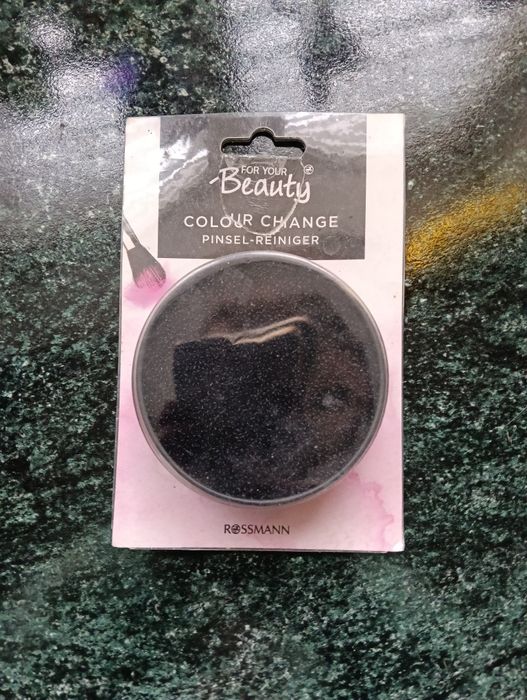 FOR YOUR
Beauty
COLOUR CHANGE
PINSEL-REINIGER
ROSSMANN